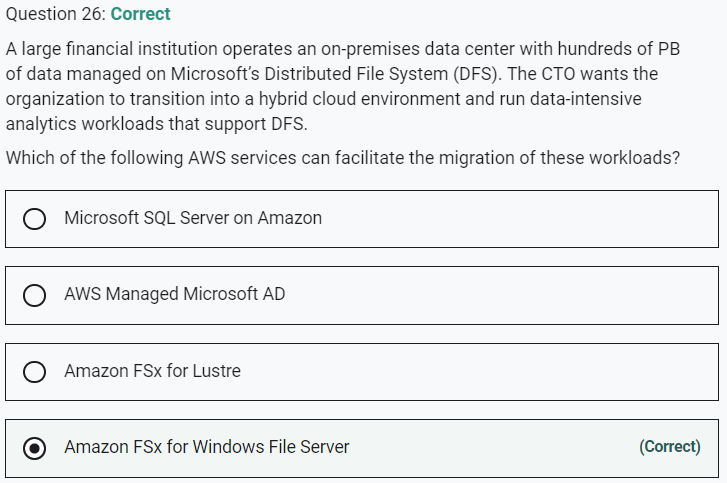 Question 26: Correct
A large financial institution operates an on-premises data center with hundreds of PB
of data managed on Microsoft’s Distributed File System (DFS). The CTO wants the
organization to transition into a hybrid cloud environment and run data-intensive
analytics workloads that support DFS.
Which of the following AWS services can facilitate the migration of these workloads?
Microsoft SQL Server on Amazon
AWS Managed Microsoft AD
Amazon FSx for Lustre
Amazon FSx for Windows File Server (Correct)